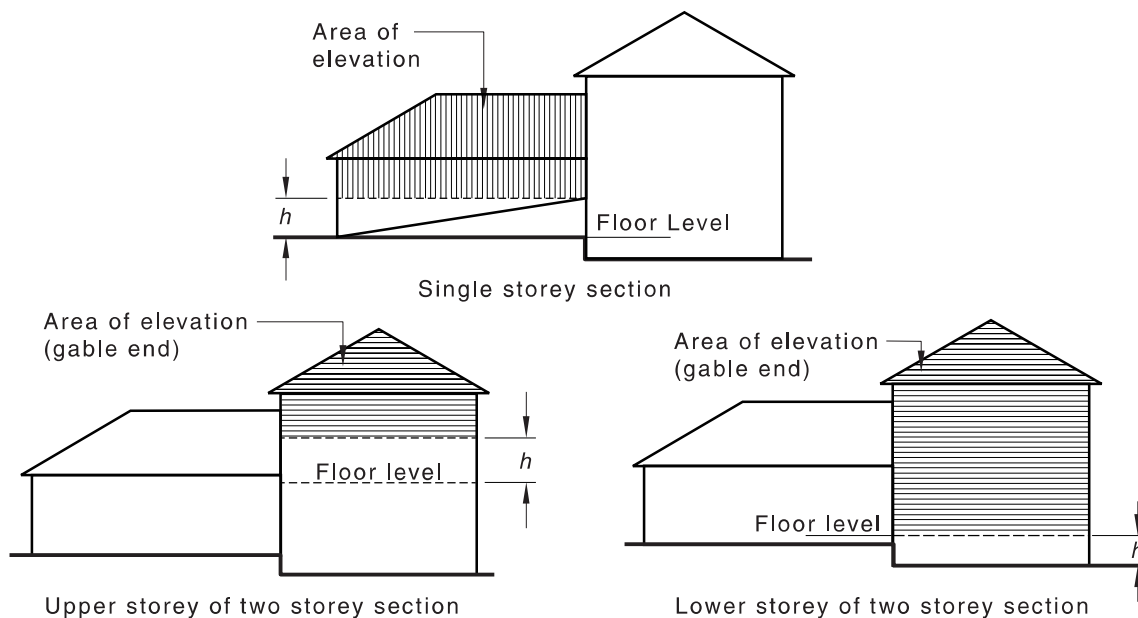 Area of
elevation
h
Floor Level
Single storey section
Area of elevation
(gable end)
h
Floor level
Upper storey of two storey section
Area of elevation
(gable end)
Floor level
h
Lower storey of two storey section